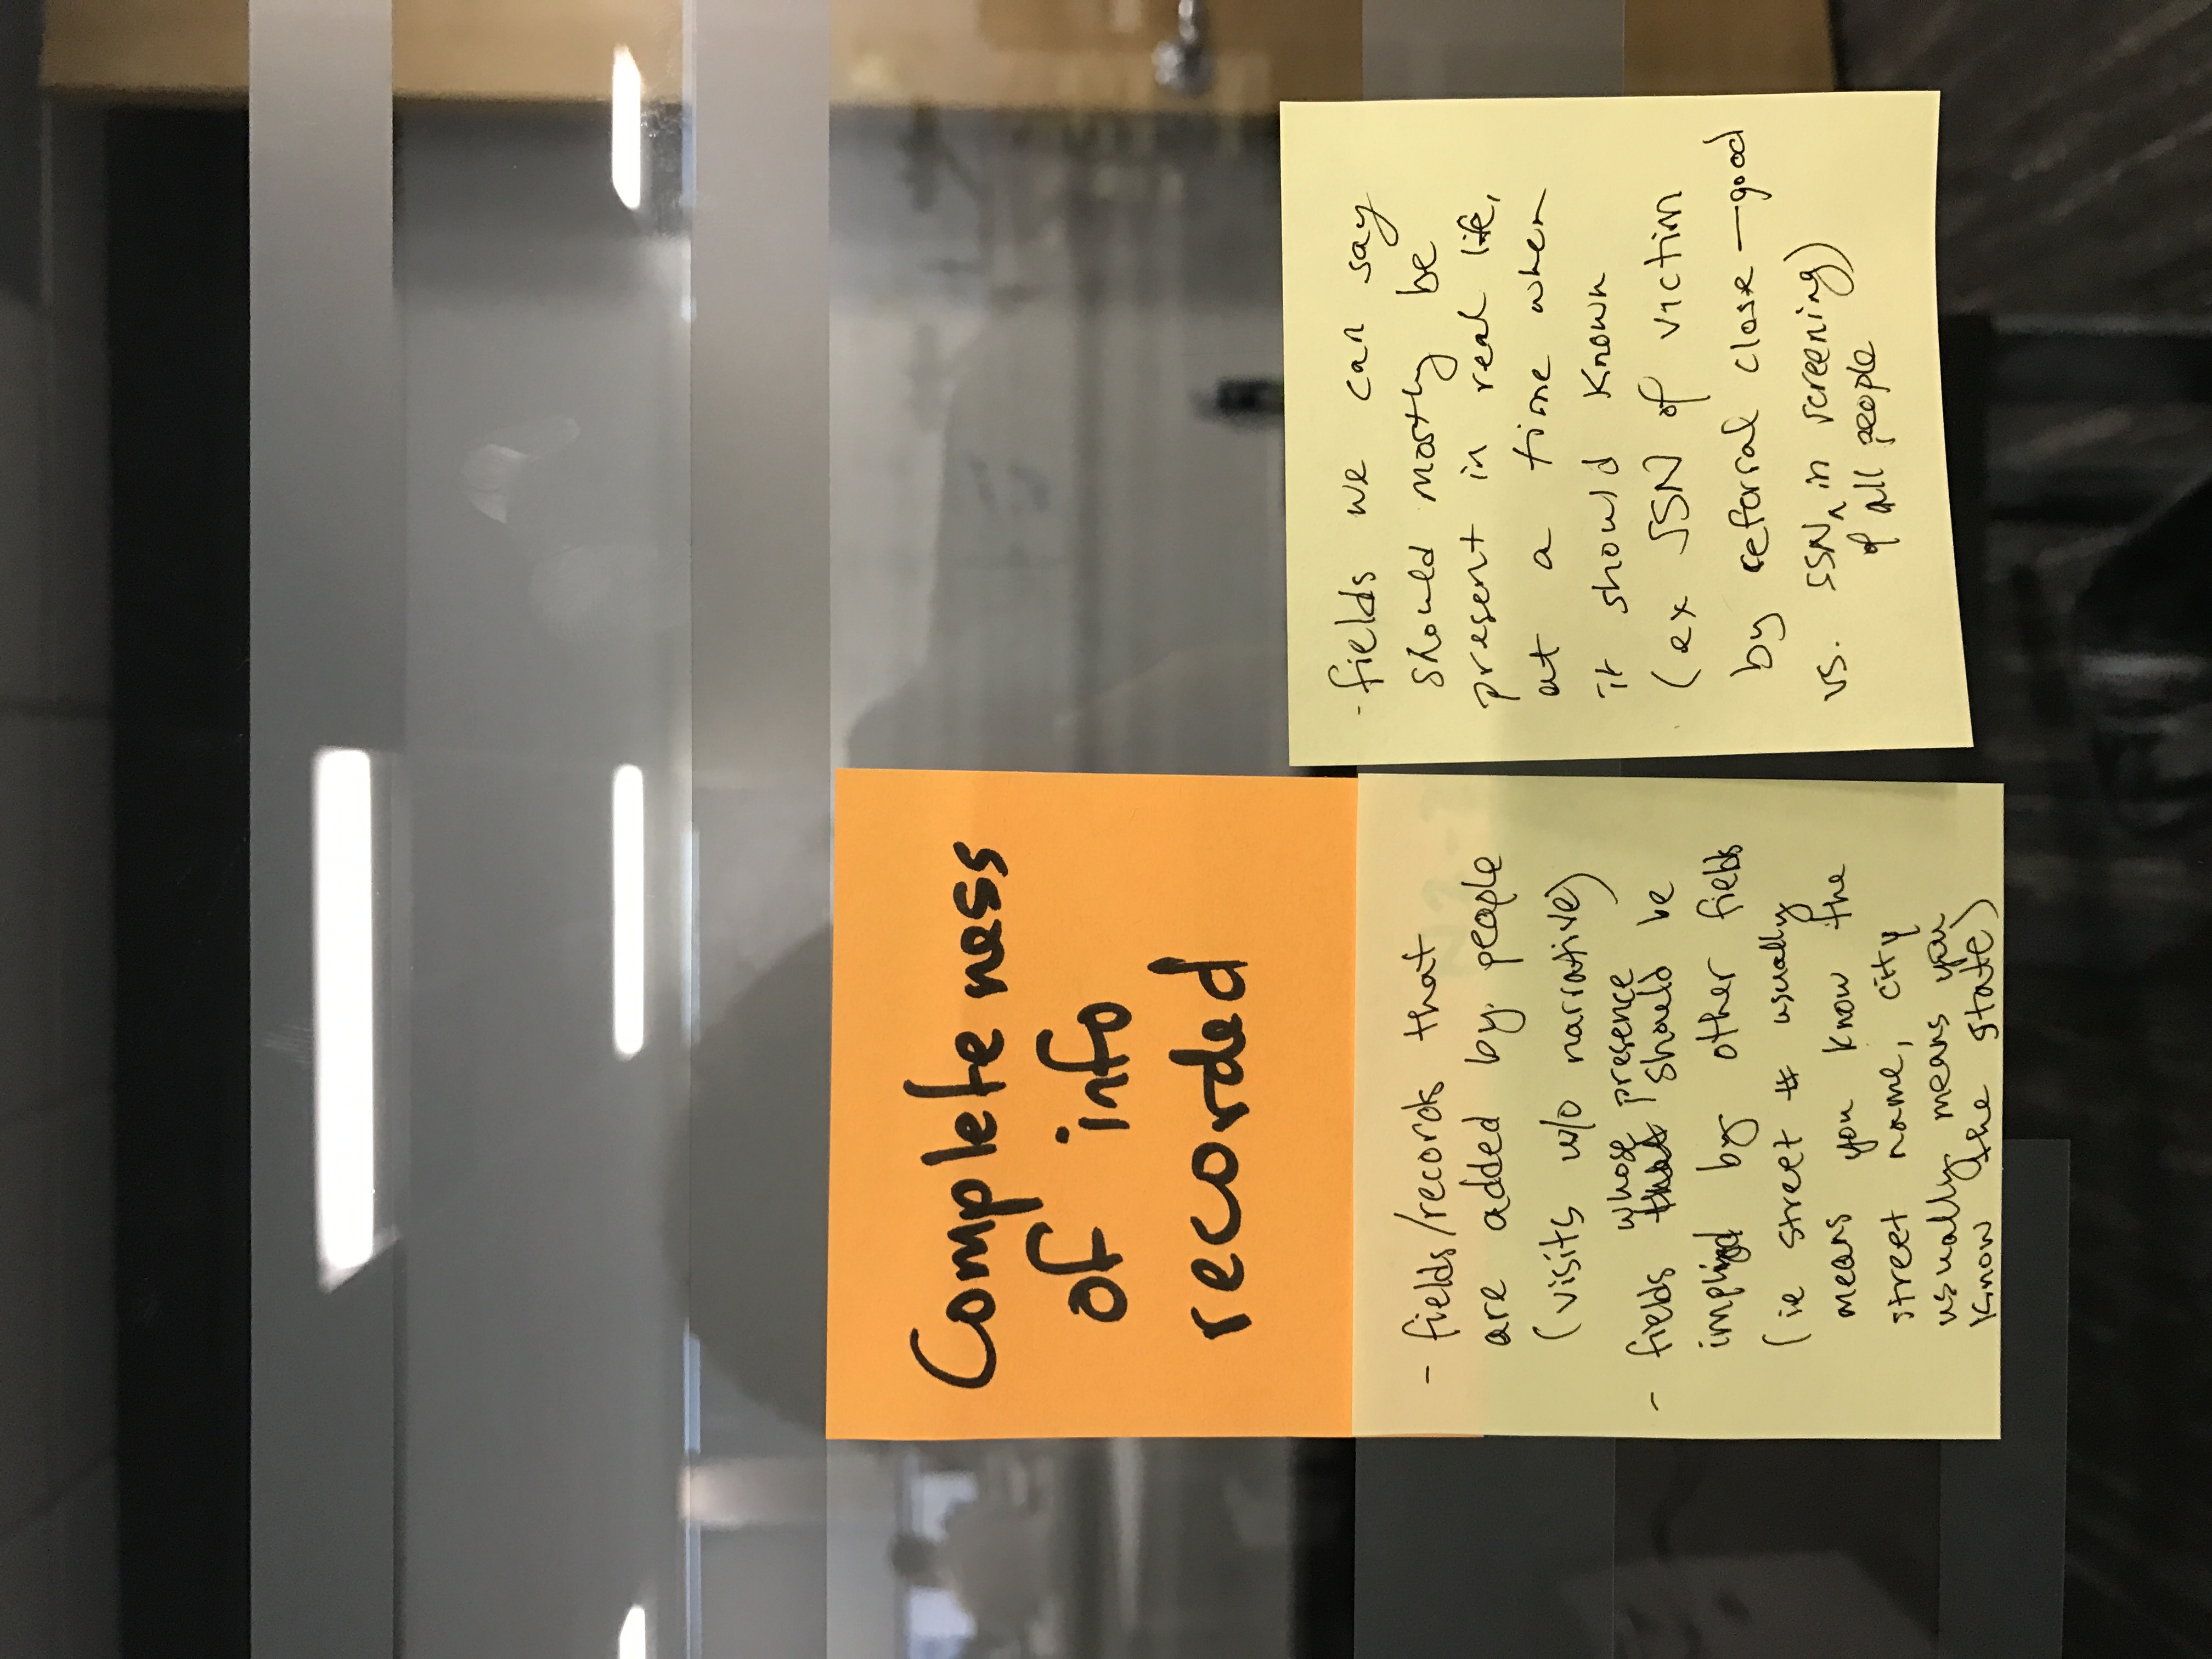 Completeness
of info
recorded
- fields/records that
are added by people
(visits w/o narrative)
whose presence
- fields that should be
implied by other fields
(ie street # usually
means you know the
street name, city
usually means you
know the state)
- fields we can say
should mostly be
present in real life,
at a time when
it should known
(ex SSN of victim
by referral close — good
vs. SSN ^ in screening)
of all people